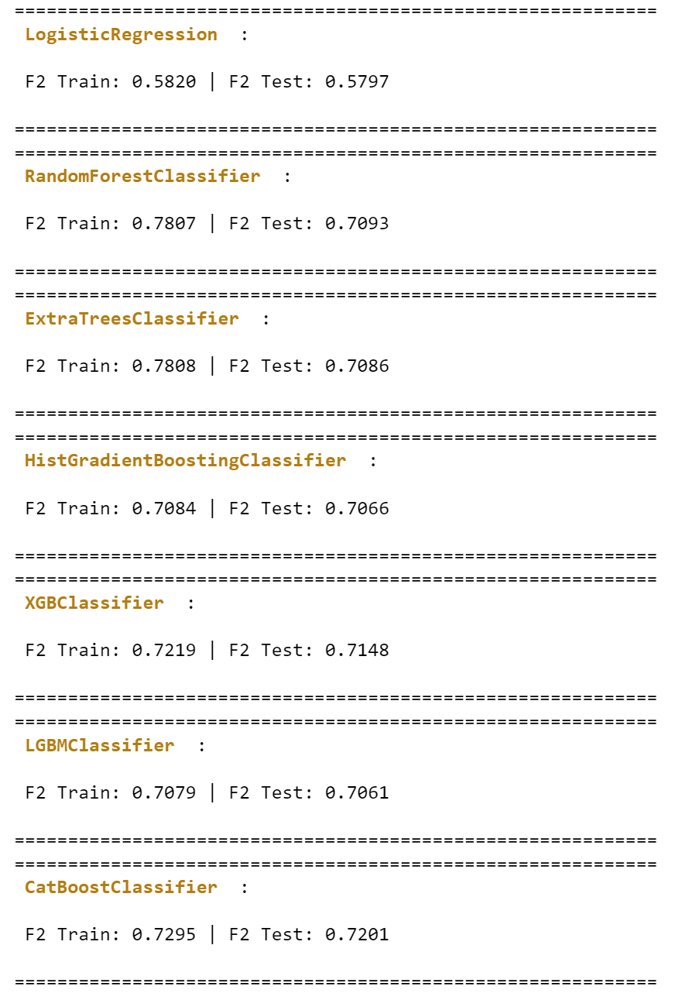 ============================================================
LogisticRegression  :
F2 Train: 0.5820 | F2 Test: 0.5797
============================================================
============================================================
RandomForestClassifier  :
F2 Train: 0.7807 | F2 Test: 0.7093
============================================================
============================================================
ExtraTreesClassifier  :
F2 Train: 0.7808 | F2 Test: 0.7086
============================================================
============================================================
HistGradientBoostingClassifier  :
F2 Train: 0.7084 | F2 Test: 0.7066
============================================================
============================================================
XGBClassifier  :
F2 Train: 0.7219 | F2 Test: 0.7148
============================================================
============================================================
LGBMClassifier  :
F2 Train: 0.7079 | F2 Test: 0.7061
============================================================
============================================================
CatBoostClassifier  :
F2 Train: 0.7295 | F2 Test: 0.7201
============================================================